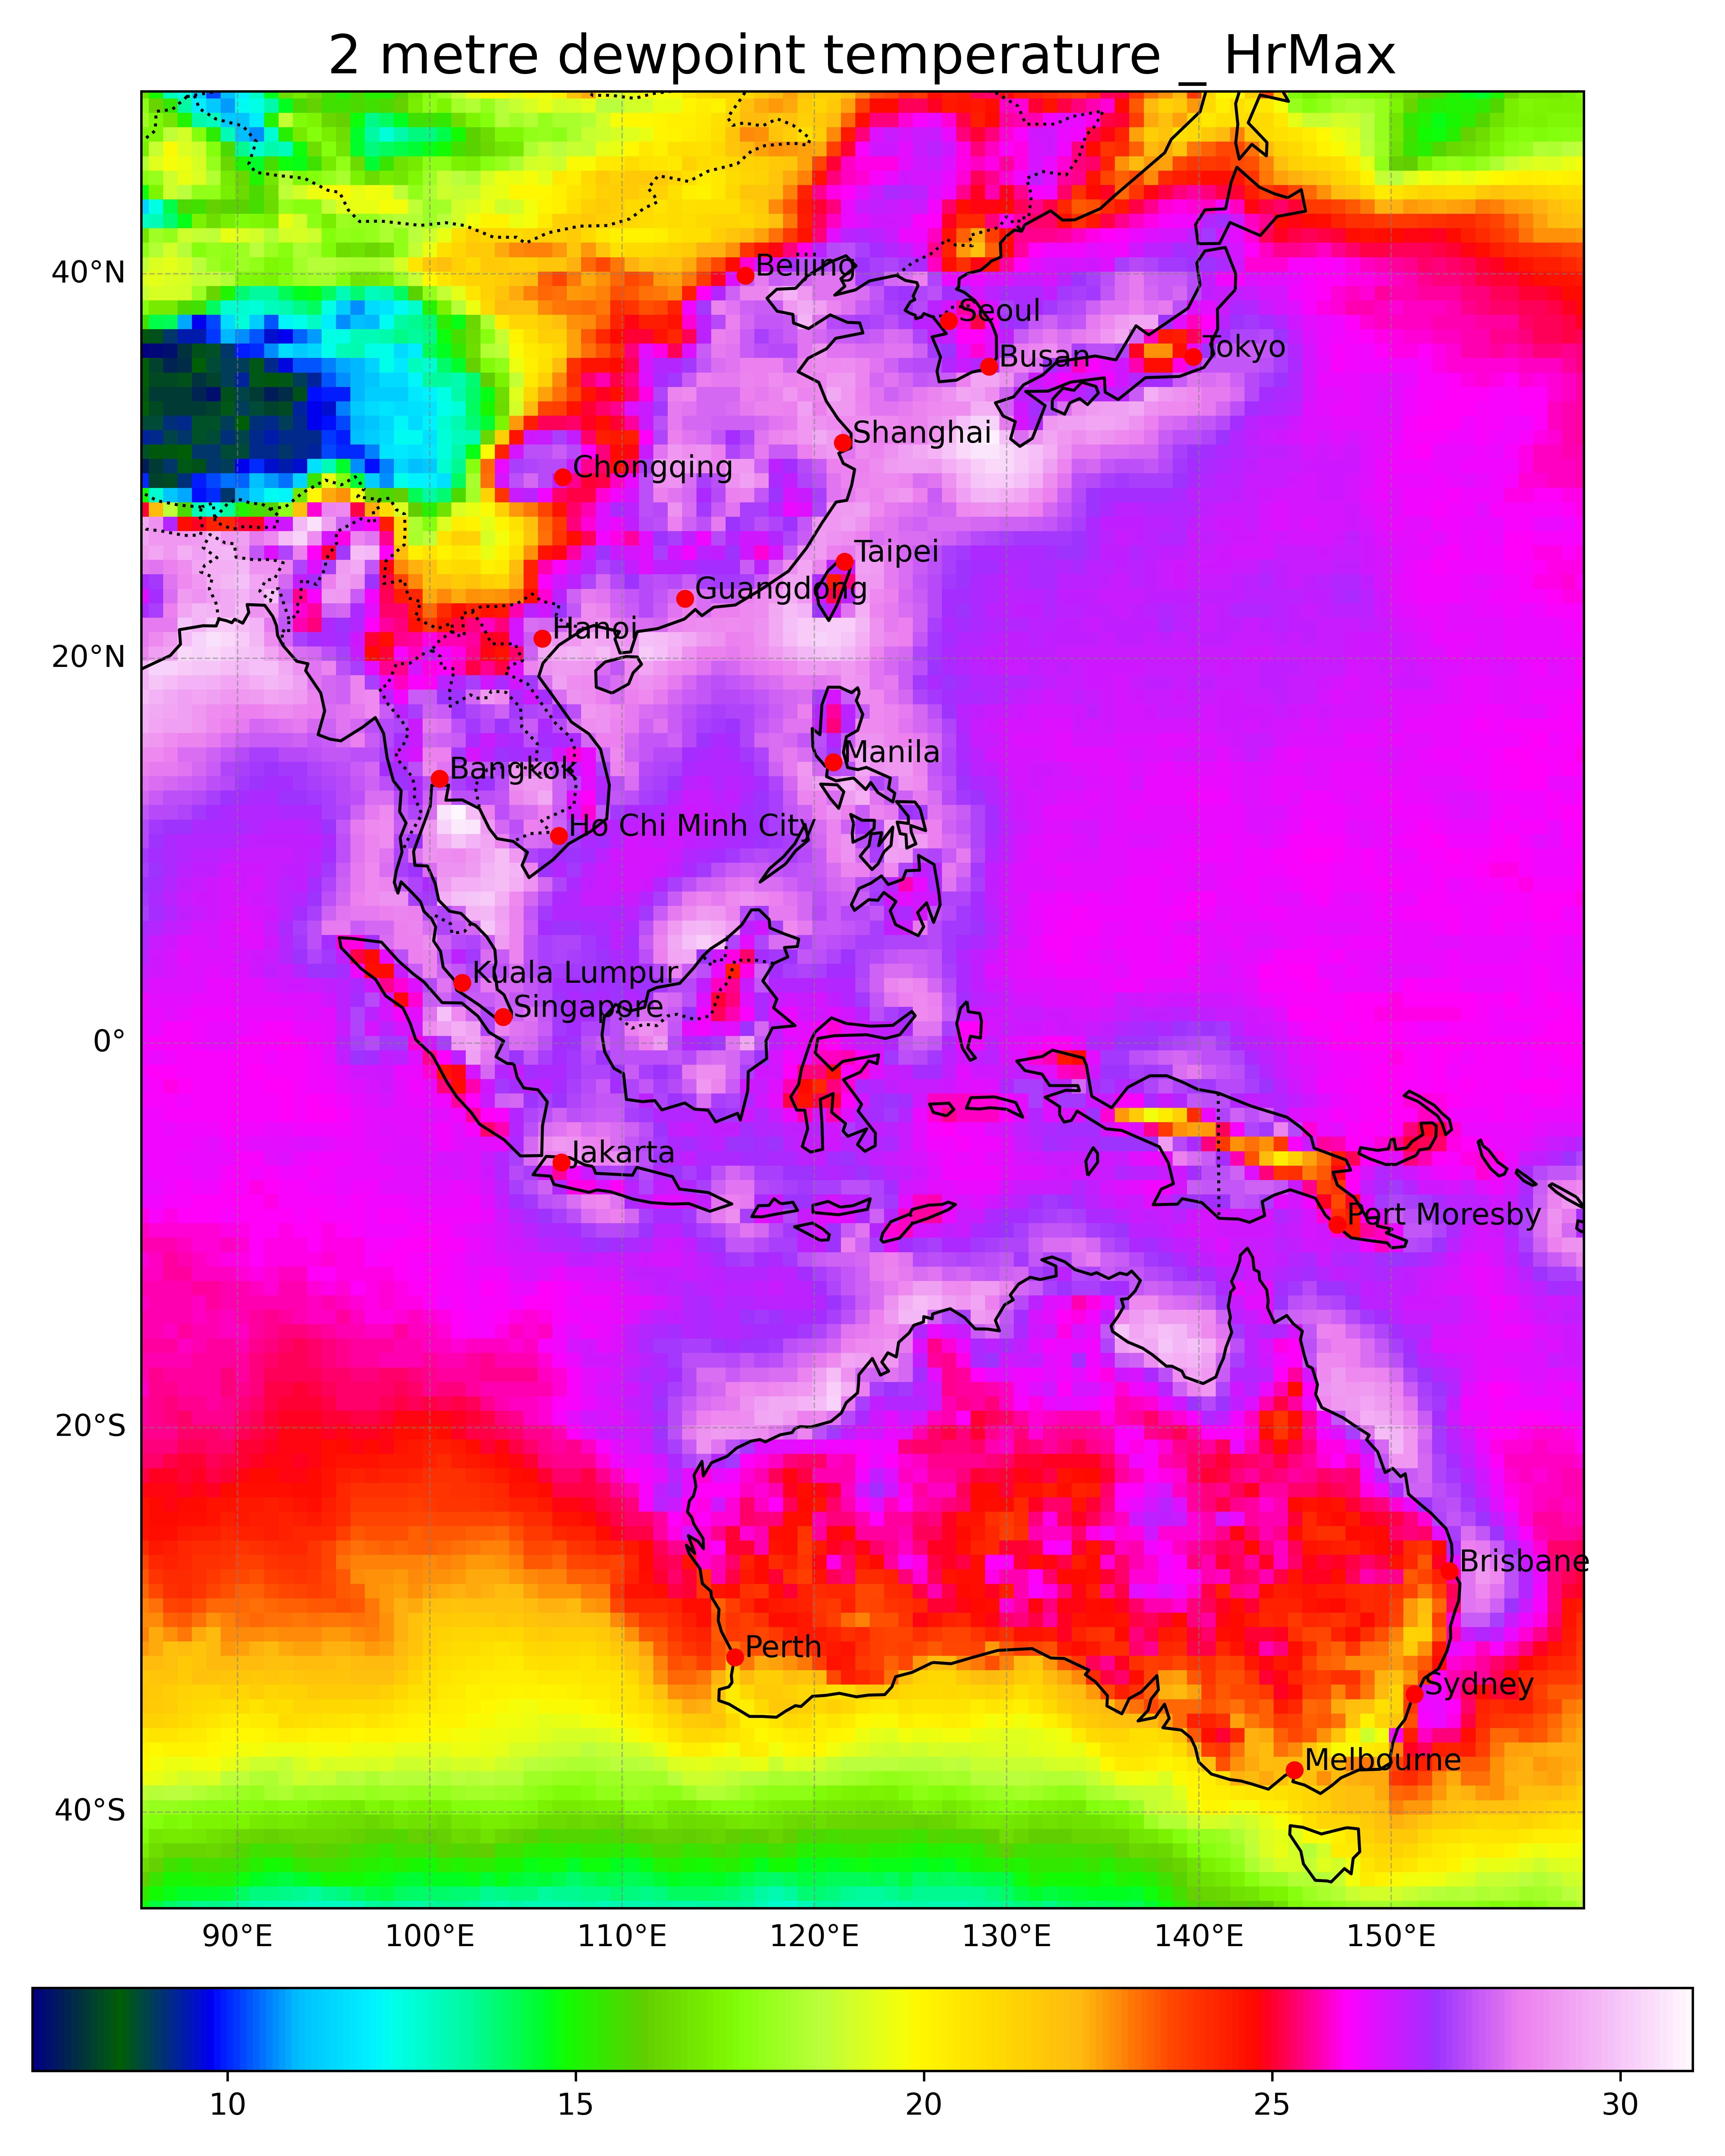 2 metre dewpoint temperature _ HrMax
40°N
20°N
0°
20°S
40°S
Beijing
Seoul
Tokyo
Busan
Shanghai
Chongqing
Taipei
Guangdong
Hanoi
Manila
Bangkok
Ho Chi Minh City
Kuala Lumpur
Singapore
Jakarta
Port Moresby
Brisbane
Perth
Sydney
Melbourne
90°E 100°E 110°E 120°E 130°E 140°E 150°E
10 15 20 25 30